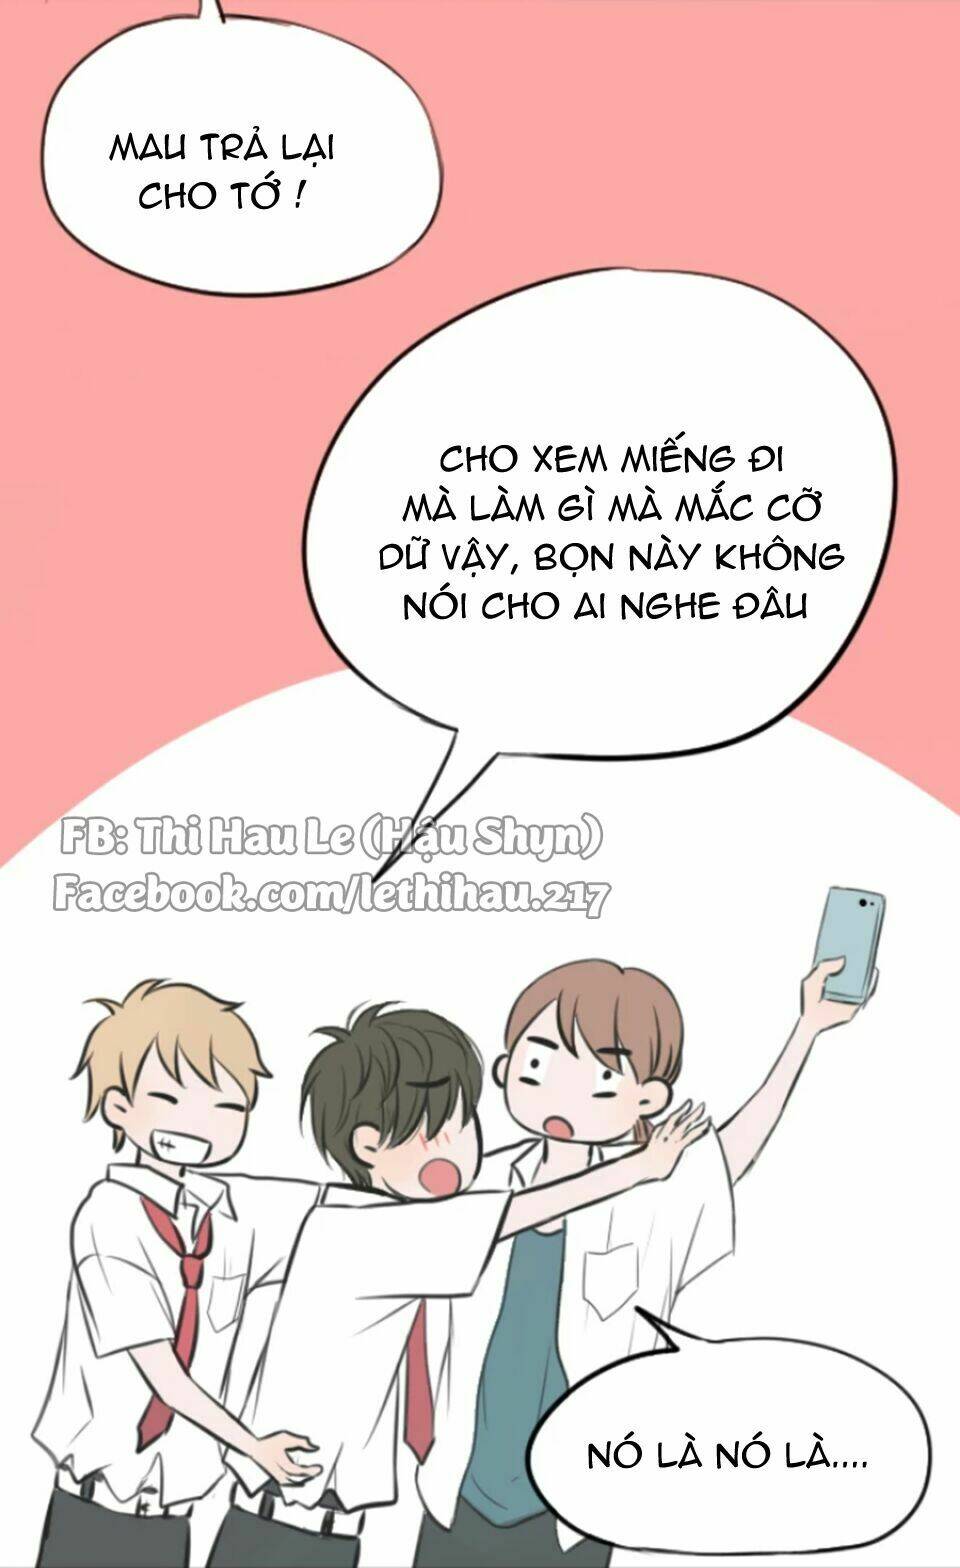 MAU TRẢ LẠI
CHO TỚ !
CHO XEM MIẾNG ĐI
MÀ LÀM GÌ MÀ MẮC CỠ
DỮ VẬY, BỌN NÀY KHÔNG
NÓI CHO AI NGHE ĐÂU
FB: Thi Hau Le (Hậu Shyn)
Facebook.com/lethihau.217
NÓ LÀ NÓ LÀ....